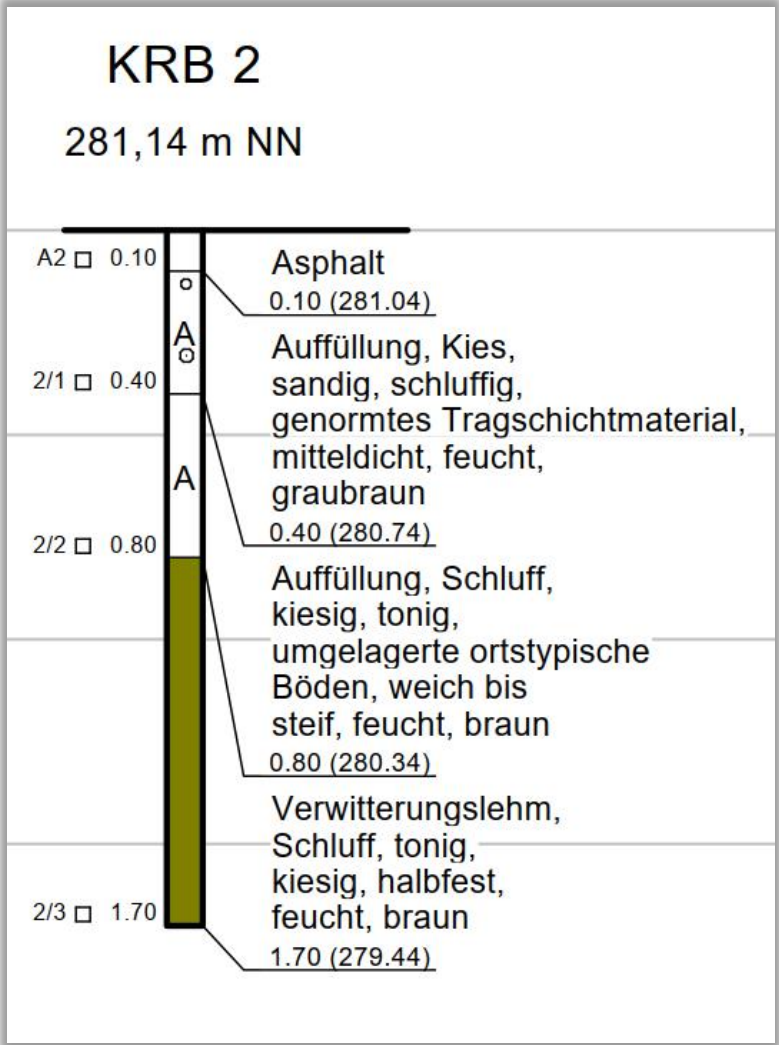 KRB 2
281,14 m NN
A2 0.10
Asphalt
0.10 (281.04)
A
Auffüllung, Kies,
2/1 0.40
sandig, schluffig,
genormtes Tragschichtmaterial,
mitteldicht, feucht,
A
graubraun
0.40 (280.74)
2/2 0.80
Auffüllung, Schluff,
kiesig, tonig,
umgelagerte ortstypische
Böden, weich bis
steif, feucht, braun
0.80 (280.34)
Verwitterungslehm,
Schluff, tonig,
kiesig, halbfest,
2/3 1.70
feucht, braun
1.70 (279.44)